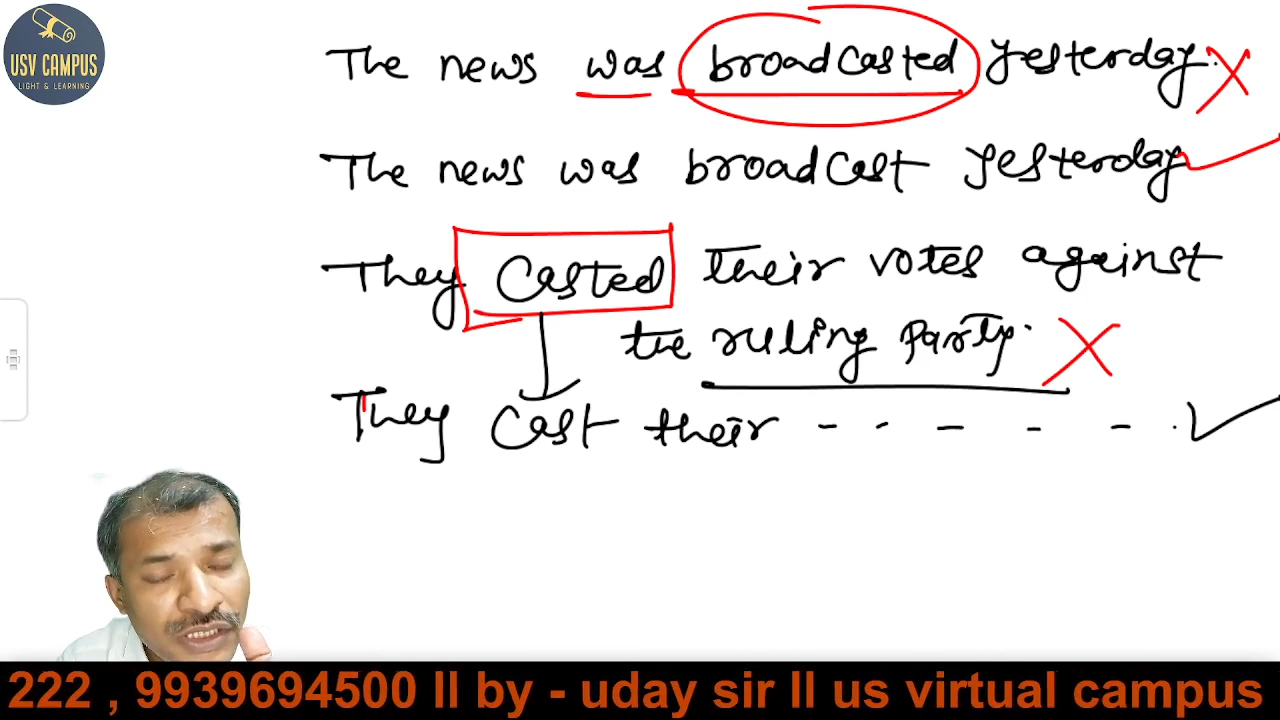 USV CAMPUS
LIGHT & LEARNING
The news was broadcasted yesterday.
The news was broadcast yesterday
They Casted their votes against
the ruling party.
They Cast their - - - - - .
222 , 9939694500 ll by - uday sir ll us virtual campus